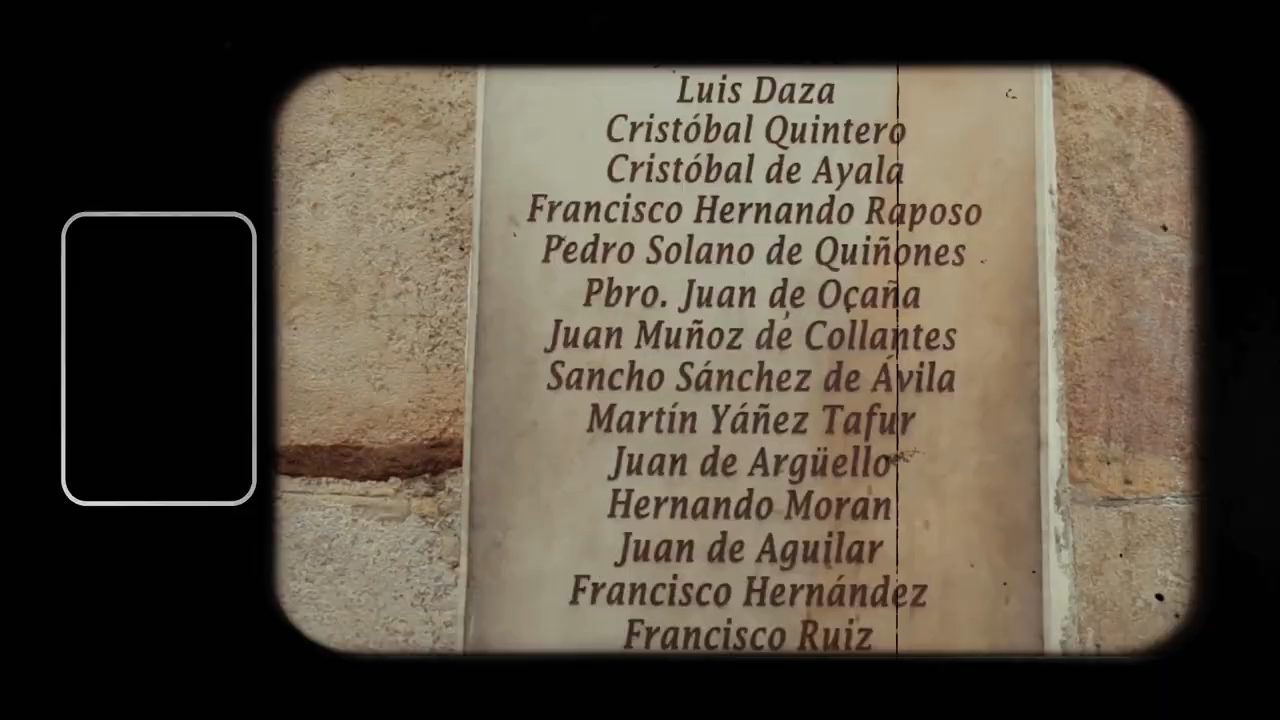 Luis Daza
Cristóbal Quintero
Cristóbal de Ayala
Francisco Hernando Raposo
Pedro Solano de Quiñones
Pbro. Juan de Oçaña
Juan Muñoz de Collantes
Sancho Sánchez de Ávila
Martín Yáñez Tafur
Juan de Argüello
Hernando Moran
Juan de Aguilar
Francisco Hernández
Francisco Ruiz